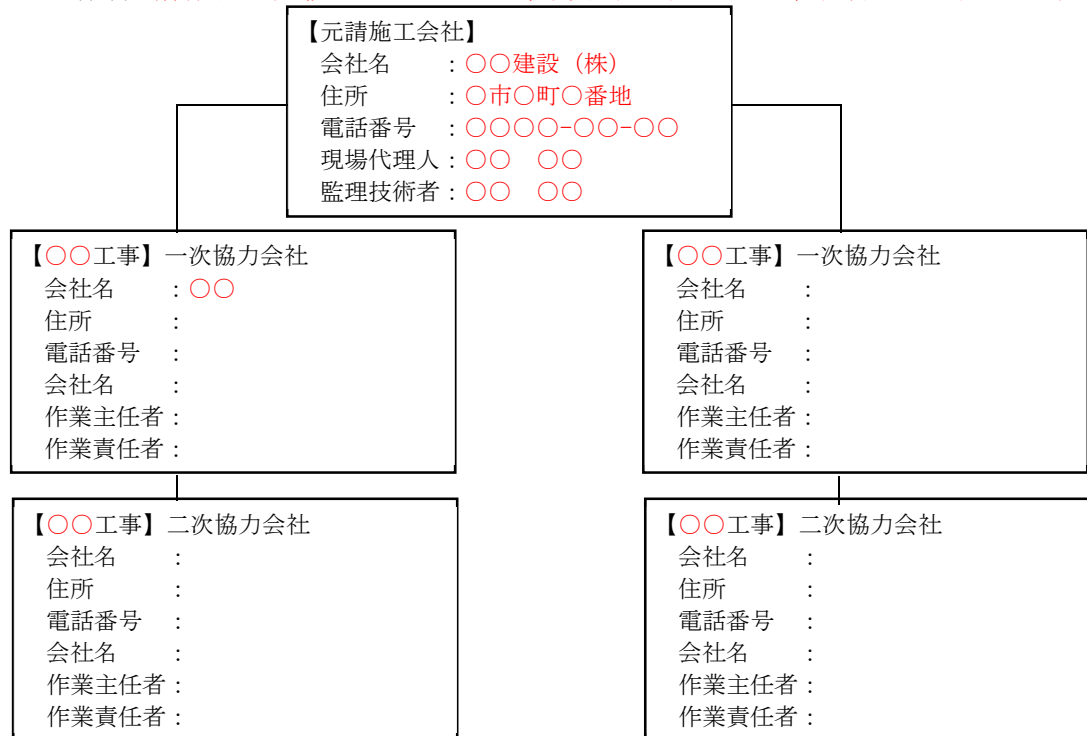 【元請施工会社】
会社名 :○○建設(株)
住所 :○市○町○番地
電話番号 :○○○○-○○-○○
現場代理人:○○ ○○
監理技術者:○○ ○○
【○○工事】一次協力会社
会社名 :○○
住所 :
電話番号 :
会社名 :
作業主任者:
作業責任者:
【○○工事】一次協力会社
会社名 :
住所 :
電話番号 :
会社名 :
作業主任者:
作業責任者:
【○○工事】二次協力会社
会社名 :
住所 :
電話番号 :
会社名 :
作業主任者:
作業責任者:
【○○工事】二次協力会社
会社名 :
住所 :
電話番号 :
会社名 :
作業主任者:
作業責任者: